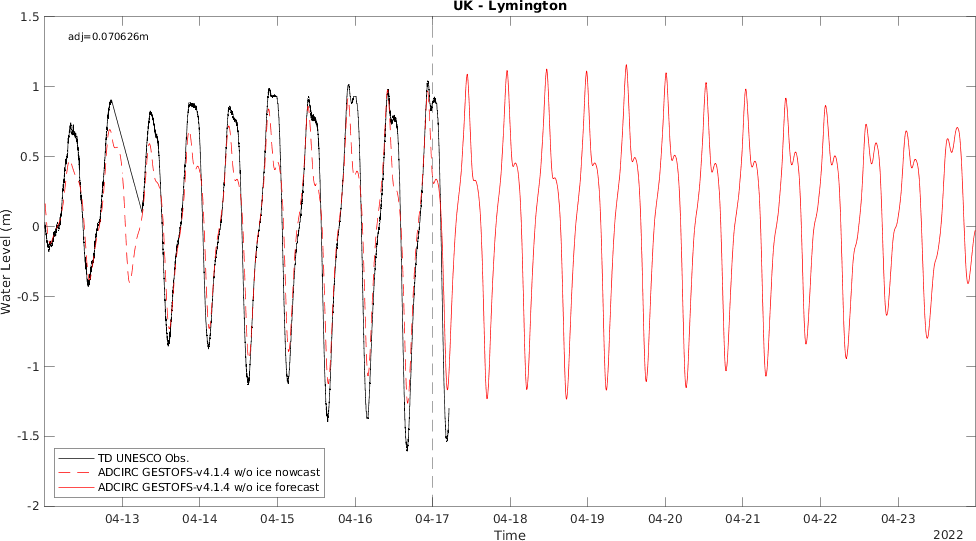 UK - Lymington
adj=0.070626m
Water Level (m)
1.5
1
0.5
0
-0.5
-1
-1.5
-2
TD UNESCO Obs.
ADCIRC GESTOFS-v4.1.4 w/o ice nowcast
ADCIRC GESTOFS-v4.1.4 w/o ice forecast
04-13 04-14 04-15 04-16 04-17 04-18 04-19 04-20 04-21 04-22 04-23
Time
2022